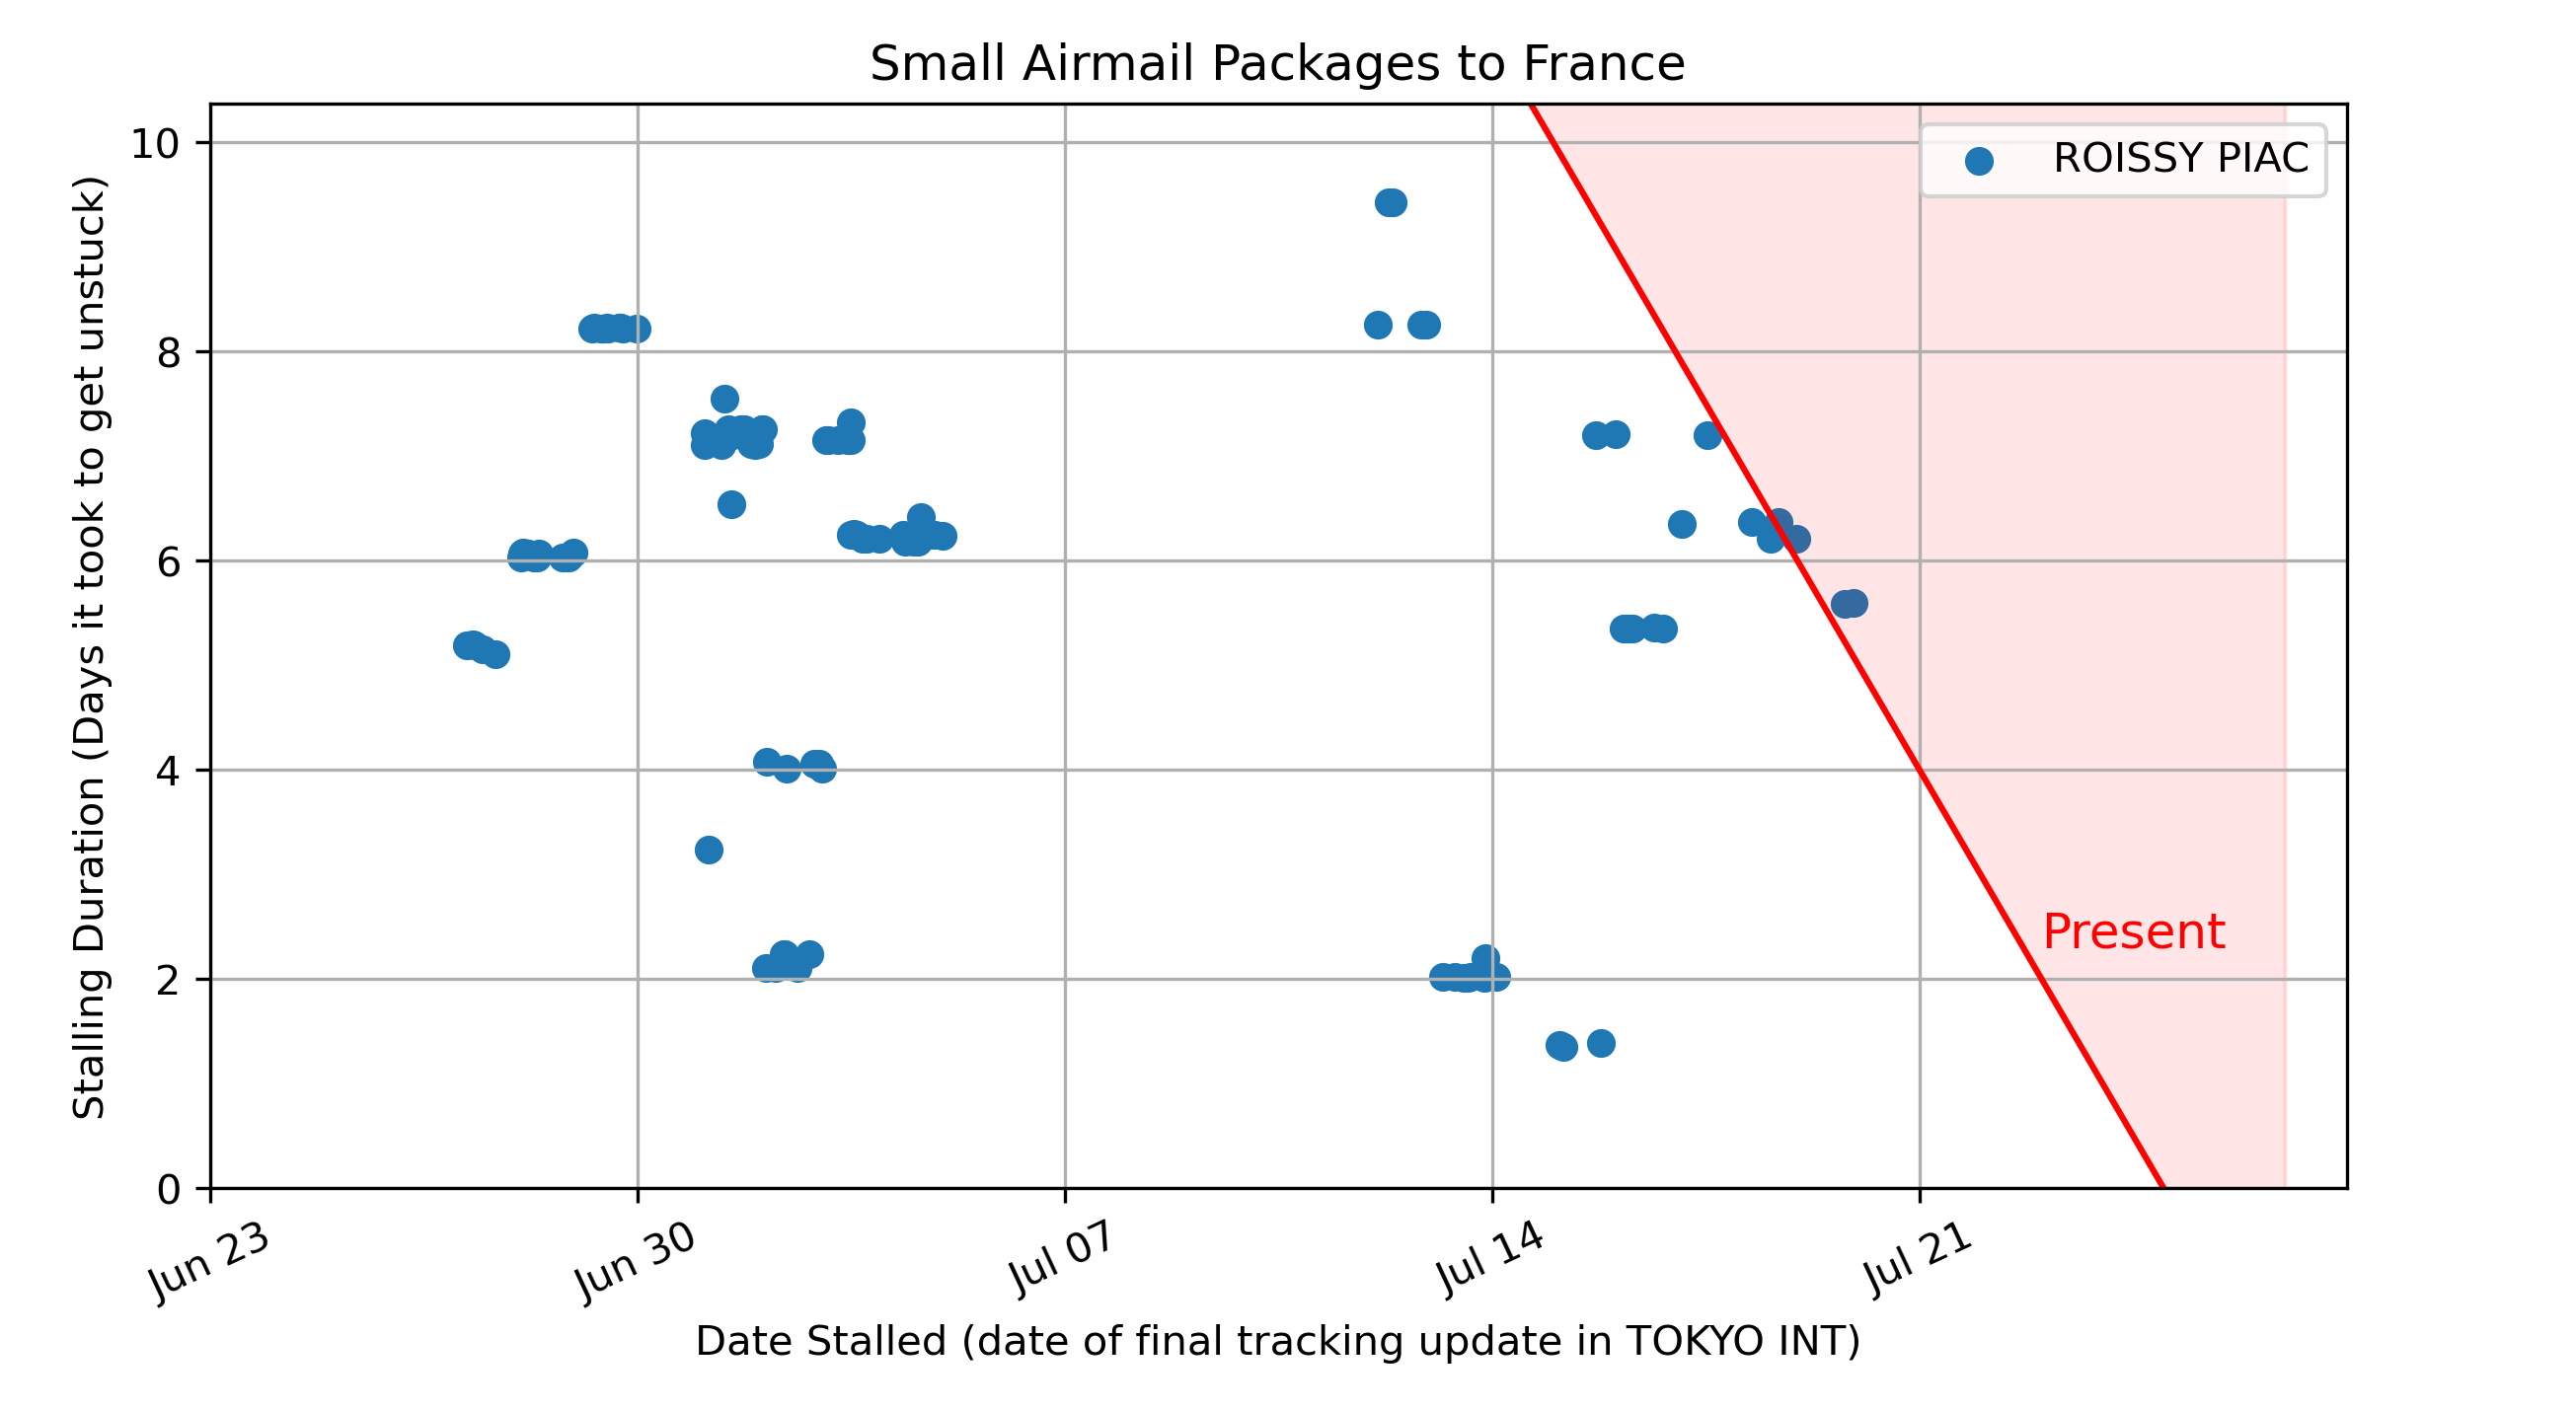 Small Airmail Packages to France
ROISSY PIAC
Stalling Duration (Days it took to get unstuck)
10
8
6
4
2
0
Present
Jun 23
Jun 30
Jul 07
Jul 14
Jul 21
Date Stalled (date of final tracking update in TOKYO INT)